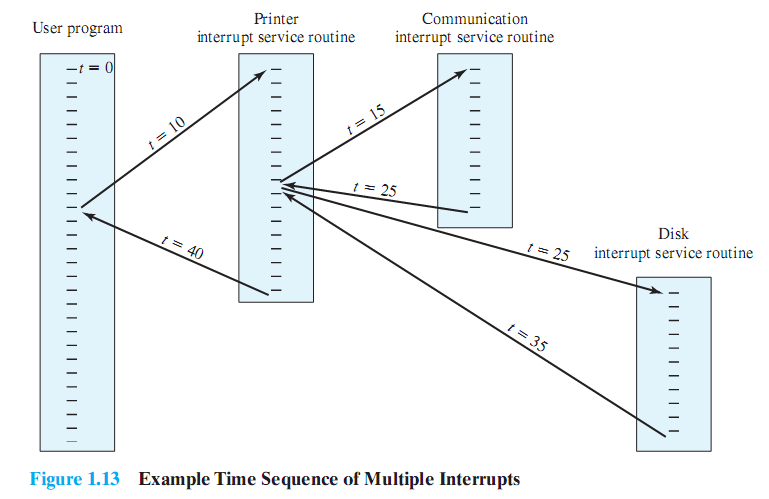 User program
Printer
interrupt service routine
Communication
interrupt service routine
t = 0
t = 10
t = 15
t = 25
t = 40
t = 25
Disk
interrupt service routine
t = 35
Figure 1.13 Example Time Sequence of Multiple Interrupts